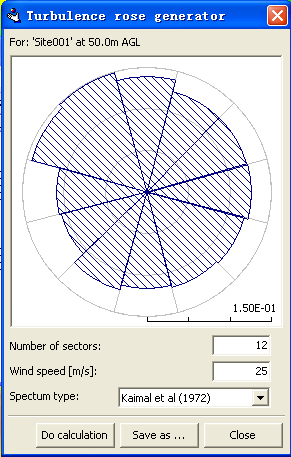 Turbulence rose generator
For: 'Site001' at 50.0m AGL
1.50E-01
Number of sectors: 12
Wind speed [m/s]: 25
Spectum type: Kaimal et al (1972)
Do calculation Save as ... Close